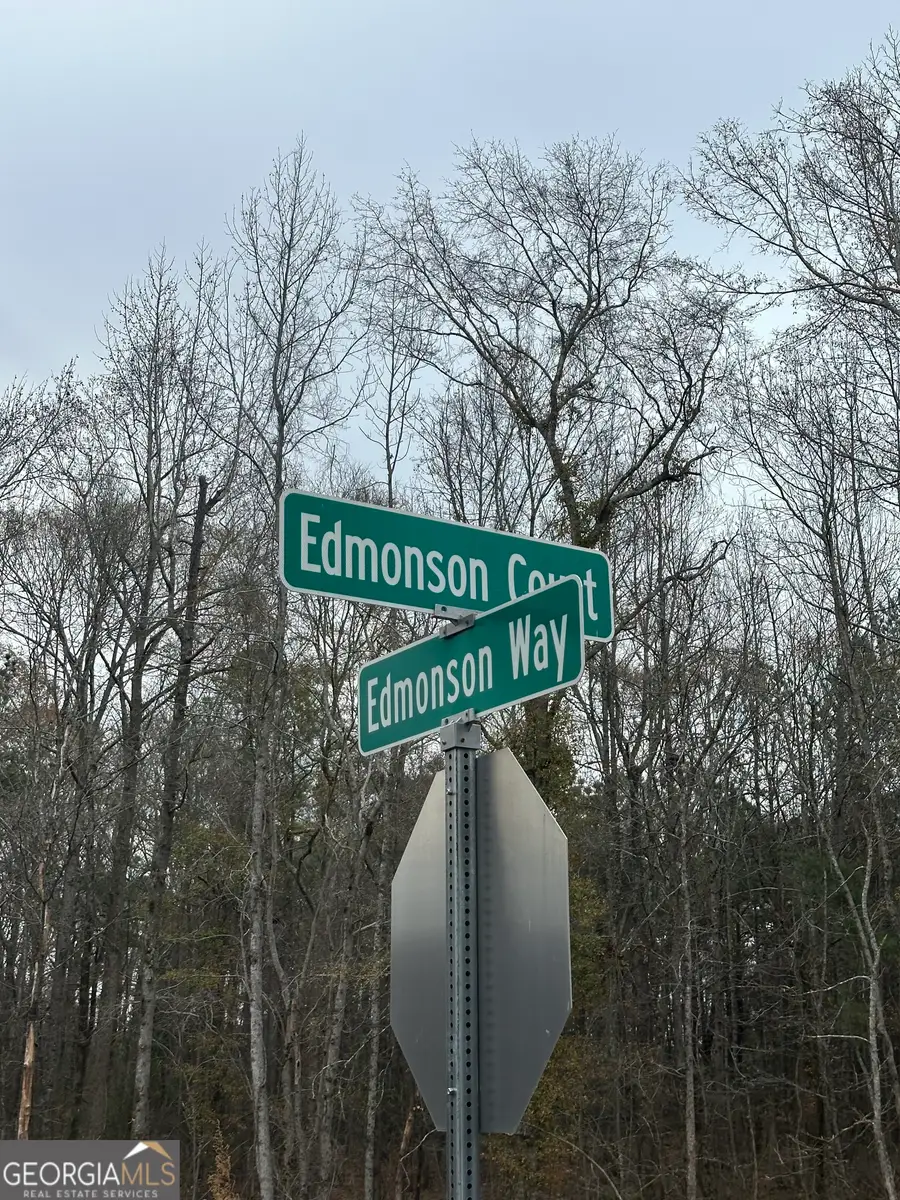 Edmonson Court
Edmonson Way
GEORGIAMLS
REAL ESTATE SERVICES